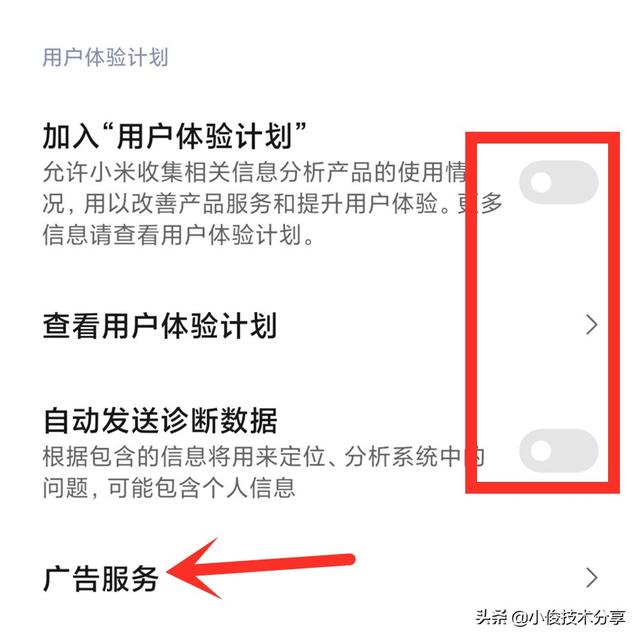 用户体验计划
加入“用户体验计划”
允许小米收集相关信息分析产品的使用情
况，用以改善产品服务和提升用户体验。更多
信息请查看用户体验计划。
查看用户体验计划
自动发送诊断数据
根据包含的信息将用来定位、分析系统中的
问题，可能包含个人信息
广告服务
头条 @小俊技术分享